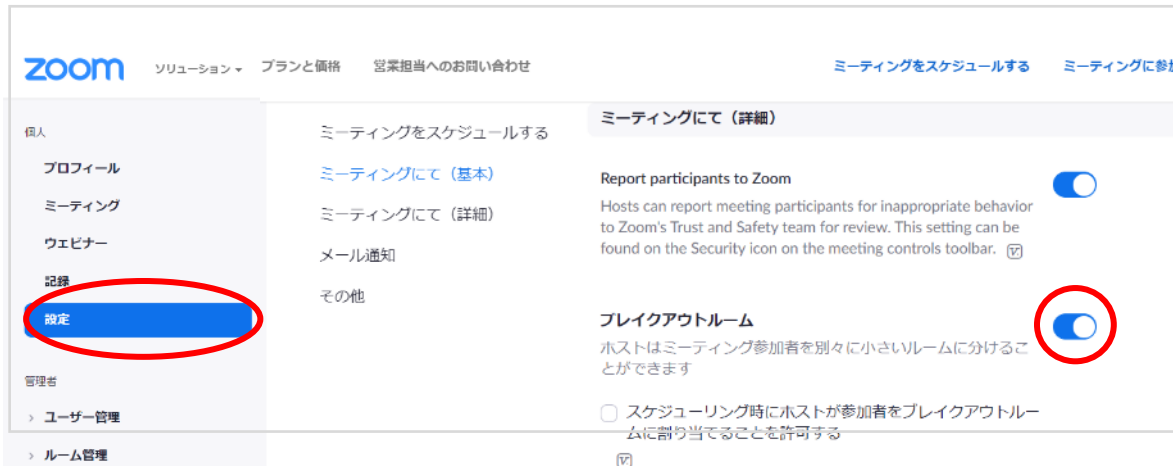 zoom
ソリューション
プランと価格
営業担当へのお問い合わせ
ミーティングをスケジュールする
ミーティングに参加
個人
プロフィール
ミーティング
ウェビナー
記録
設定
管理者
ユーザー管理
ルーム管理
ミーティングをスケジュールする
ミーティングにて(基本)
ミーティングにて(詳細)
メール通知
その他
ミーティングにて(詳細)
Report participants to Zoom
Hosts can report meeting participants for inappropriate behavior
to Zoom's Trust and Safety team for review. This setting can be
found on the Security icon on the meeting controls toolbar.
ブレイクアウトルーム
ホストはミーティング参加者を別々に小さいルームに分けるこ
とができます
スケジューリング時にホストが参加者をブレイクアウトルー
ムに割り当てることを許可する